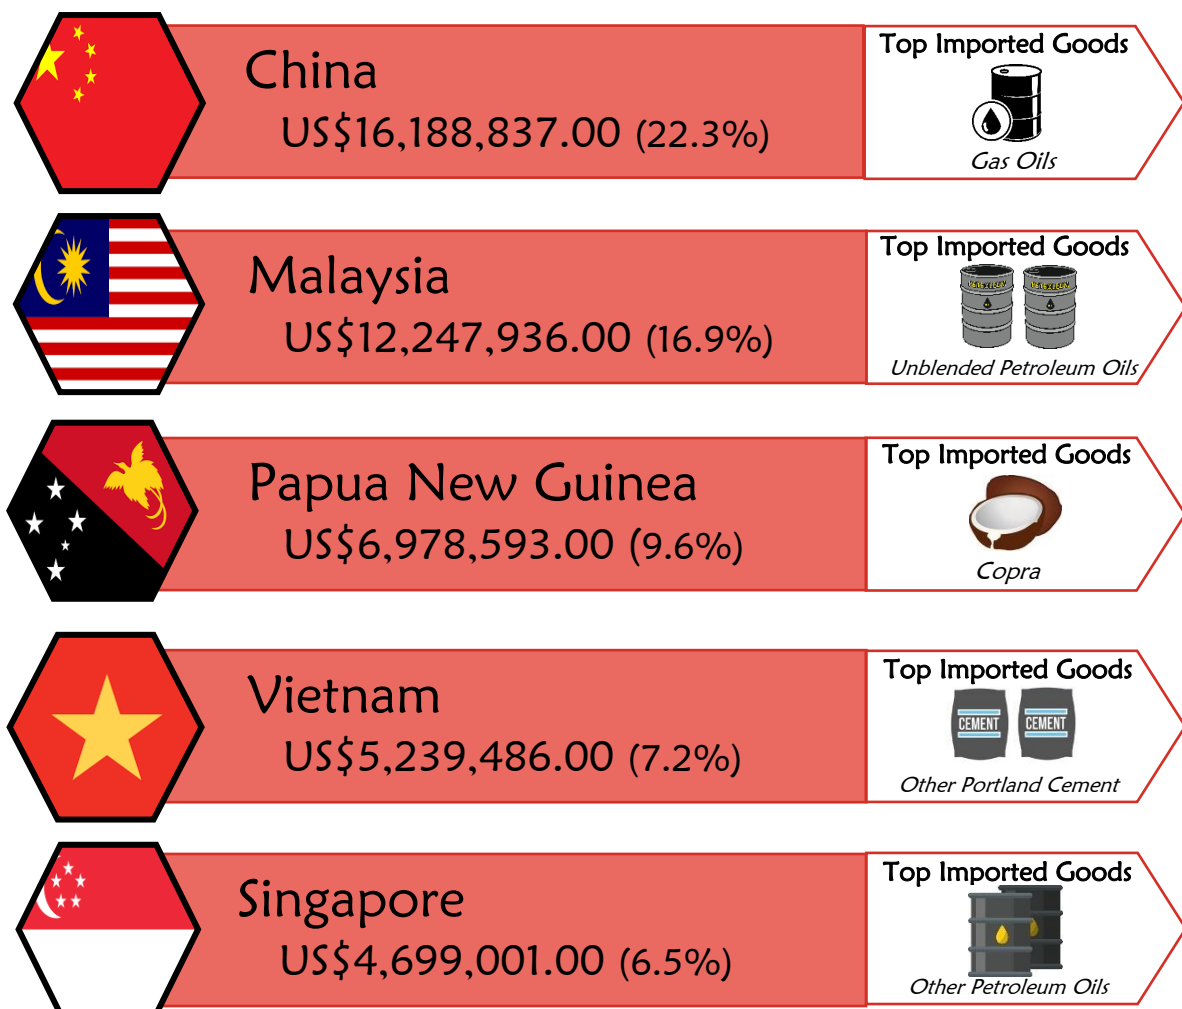 China
US$16,188,837.00 (22.3%)
Top Imported Goods
Gas Oils
Malaysia
US$12,247,936.00 (16.9%)
Top Imported Goods
Unblended Petroleum Oils
Papua New Guinea
US$6,978,593.00 (9.6%)
Top Imported Goods
Copra
Vietnam
US$5,239,486.00 (7.2%)
Top Imported Goods
CEMENT CEMENT
Other Portland Cement
Singapore
US$4,699,001.00 (6.5%)
Top Imported Goods
Other Petroleum Oils